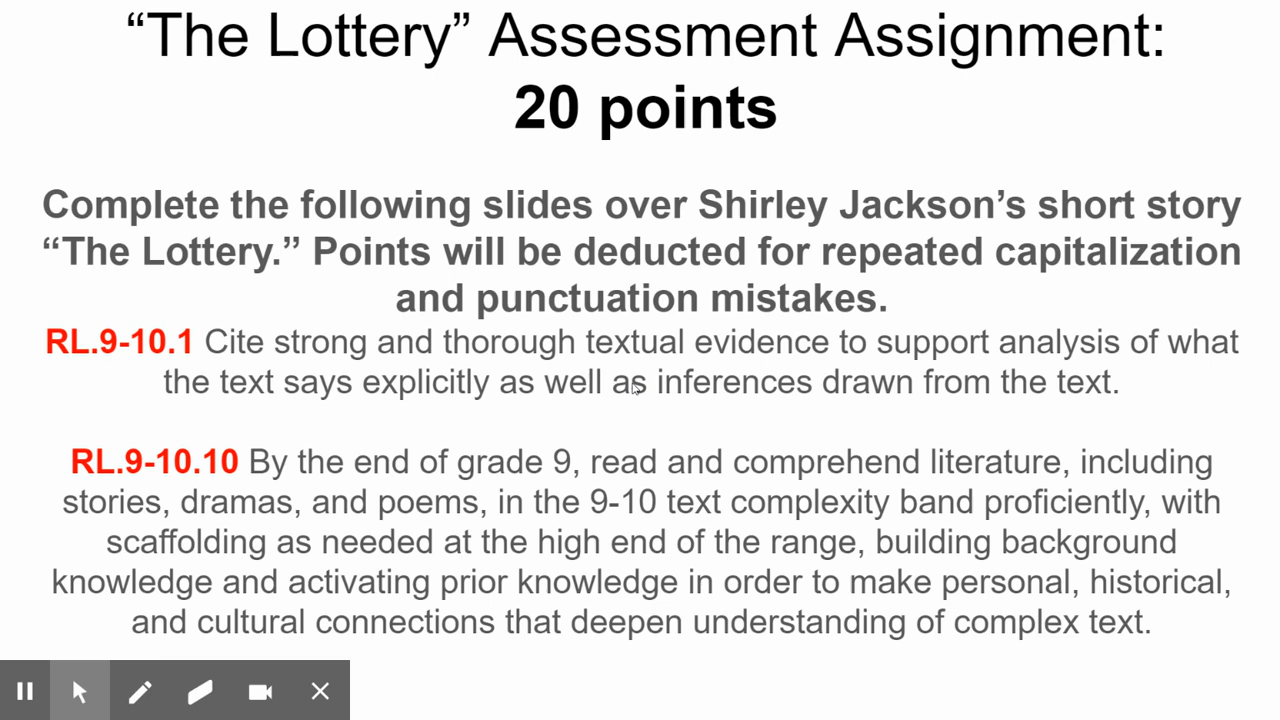 “The Lottery” Assessment Assignment:
20 points
Complete the following slides over Shirley Jackson’s short story
“The Lottery.” Points will be deducted for repeated capitalization
and punctuation mistakes.
RL.9-10.1 Cite strong and thorough textual evidence to support analysis of what
the text says explicitly as well as inferences drawn from the text.
RL.9-10.10 By the end of grade 9, read and comprehend literature, including
stories, dramas, and poems, in the 9-10 text complexity band proficiently, with
scaffolding as needed at the high end of the range, building background
knowledge and activating prior knowledge in order to make personal, historical,
and cultural connections that deepen understanding of complex text.